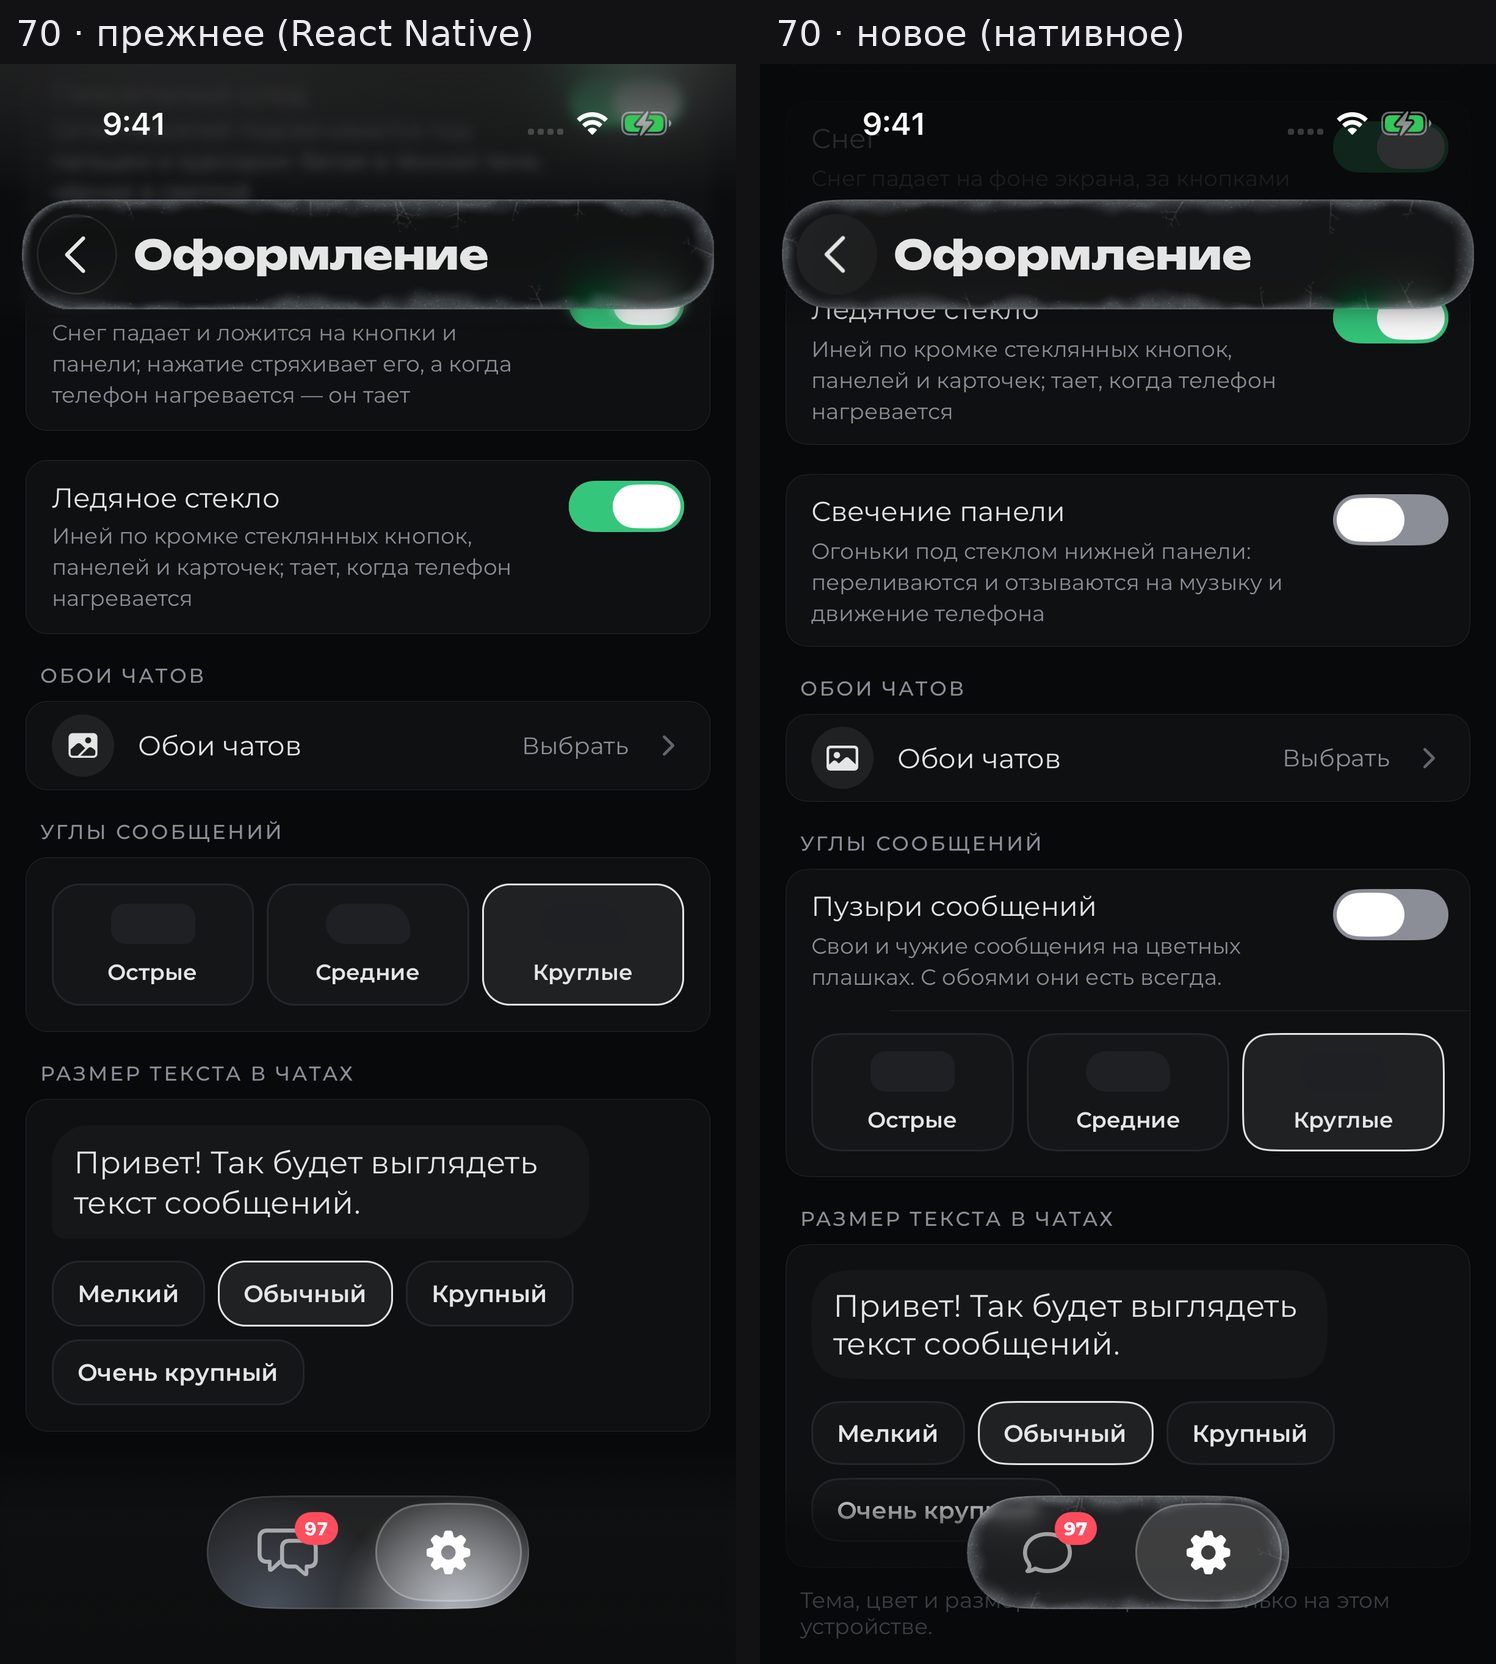 70 · прежнее (React Native)
9:41
Оформление
Снег падает и ложится на кнопки и
панели; нажатие стряхивает его, а когда
телефон нагревается — он тает
Ледяное стекло
Иней по кромке стеклянных кнопок,
панелей и карточек; тает, когда телефон
нагревается
ОБОИ ЧАТОВ
Обои чатов
Выбрать
УГЛЫ СООБЩЕНИЙ
Острые
Средние
Круглые
РАЗМЕР ТЕКСТА В ЧАТАХ
Привет! Так будет выглядеть
текст сообщений.
Мелкий
Обычный
Крупный
Очень крупный
97
70 · новое (нативное)
9:41
Снег
Снег падает на фоне экрана, за кнопками
Оформление
Ледяное стекло
Иней по кромке стеклянных кнопок,
панелей и карточек; тает, когда телефон
нагревается
Свечение панели
Огоньки под стеклом нижней панели:
переливаются и отзываются на музыку и
движение телефона
ОБОИ ЧАТОВ
Обои чатов
Выбрать
УГЛЫ СООБЩЕНИЙ
Пузыри сообщений
Свои и чужие сообщения на цветных
плашках. С обоями они есть всегда.
Острые
Средние
Круглые
РАЗМЕР ТЕКСТА В ЧАТАХ
Привет! Так будет выглядеть
текст сообщений.
Мелкий
Обычный
Крупный
Очень
97
Тема, цвет и на этом
устройстве.